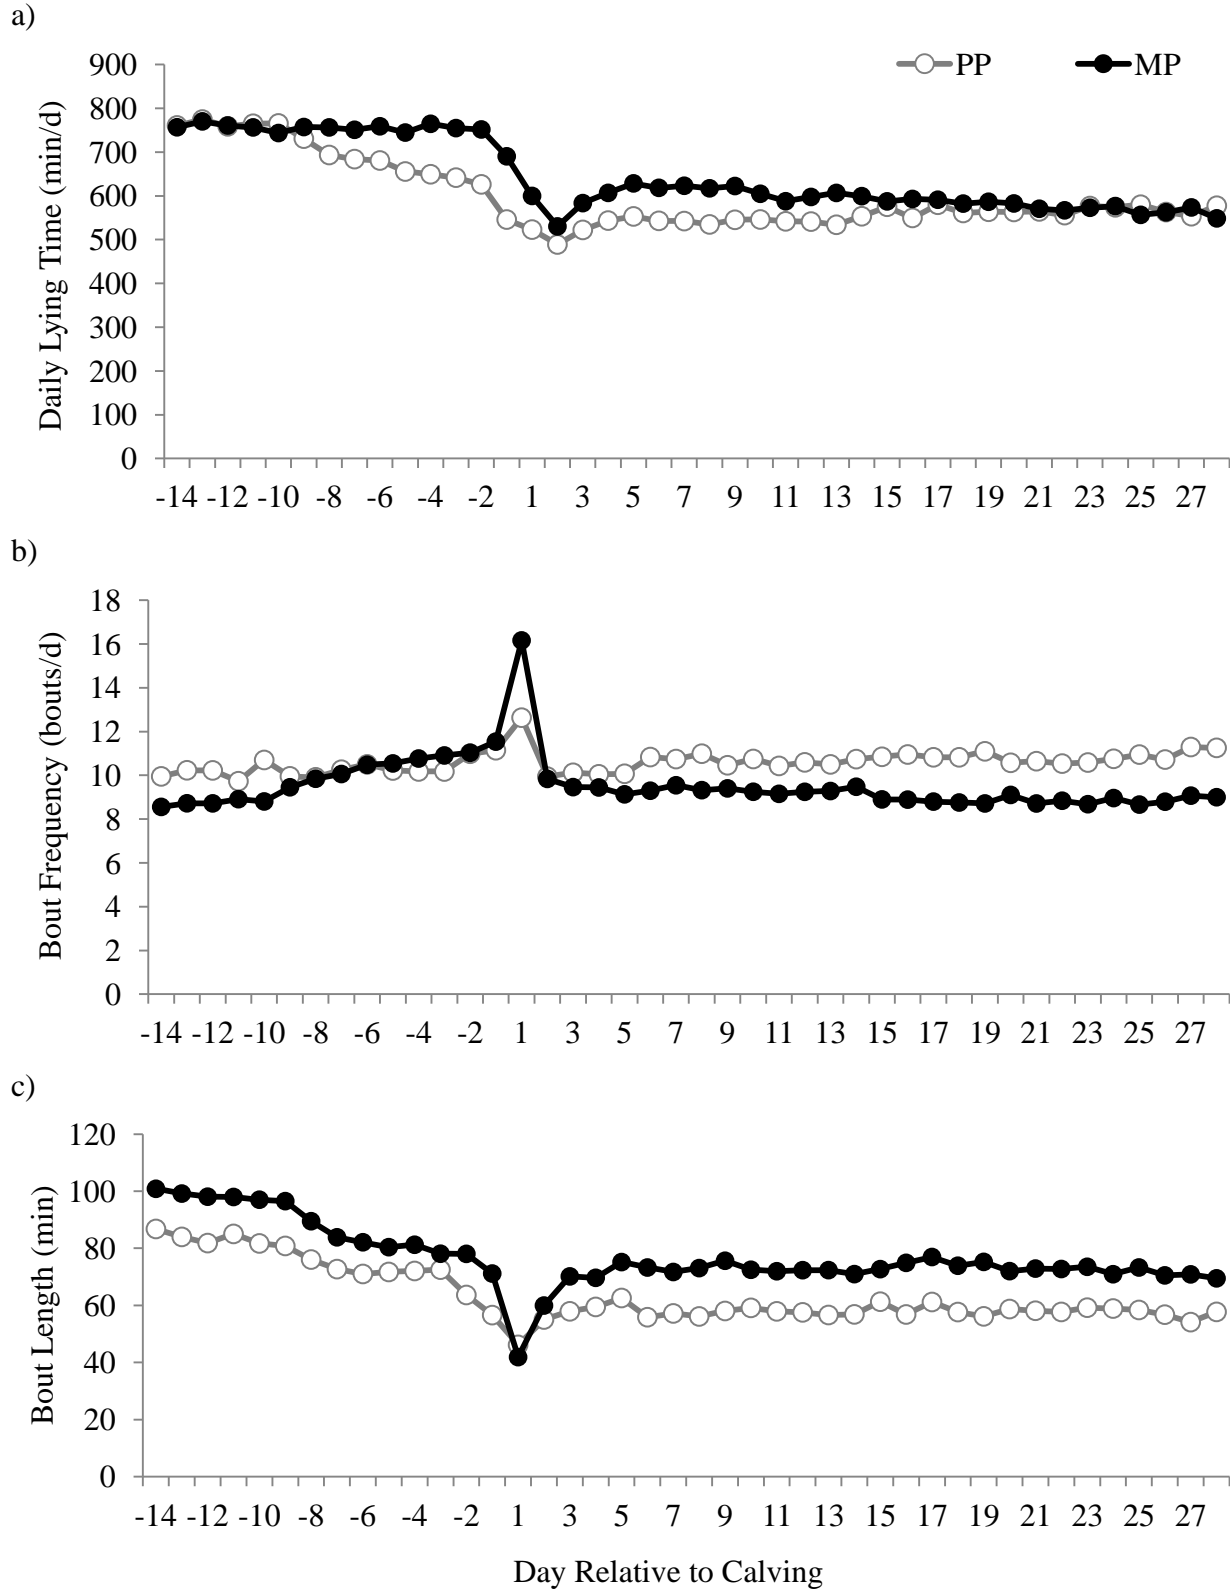 a)
PP MP
900
800
700
600
500
400
300
200
100
0
Daily Lying Time (min/d)
-14 -12 -10 -8 -6 -4 -2 1 3 5 7 9 11 13 15 17 19 21 23 25 27
b)
18
16
14
12
10
8
6
4
2
0
Bout Frequency (bouts/d)
-14 -12 -10 -8 -6 -4 -2 1 3 5 7 9 11 13 15 17 19 21 23 25 27
c)
120
100
80
60
40
20
0
Bout Length (min)
-14 -12 -10 -8 -6 -4 -2 1 3 5 7 9 11 13 15 17 19 21 23 25 27
Day Relative to Calving